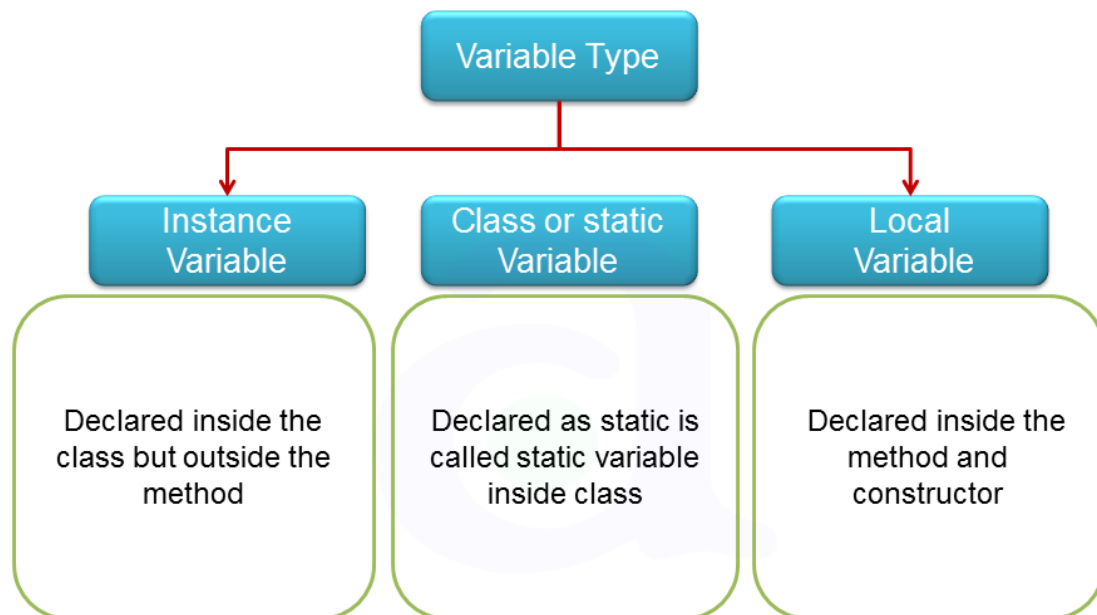 Variable Type
Instance
Variable
Class or static
Variable
Local
Variable
Declared inside the
class but outside the
method
Declared as static is
called static variable
inside class
Declared inside the
method and
constructor